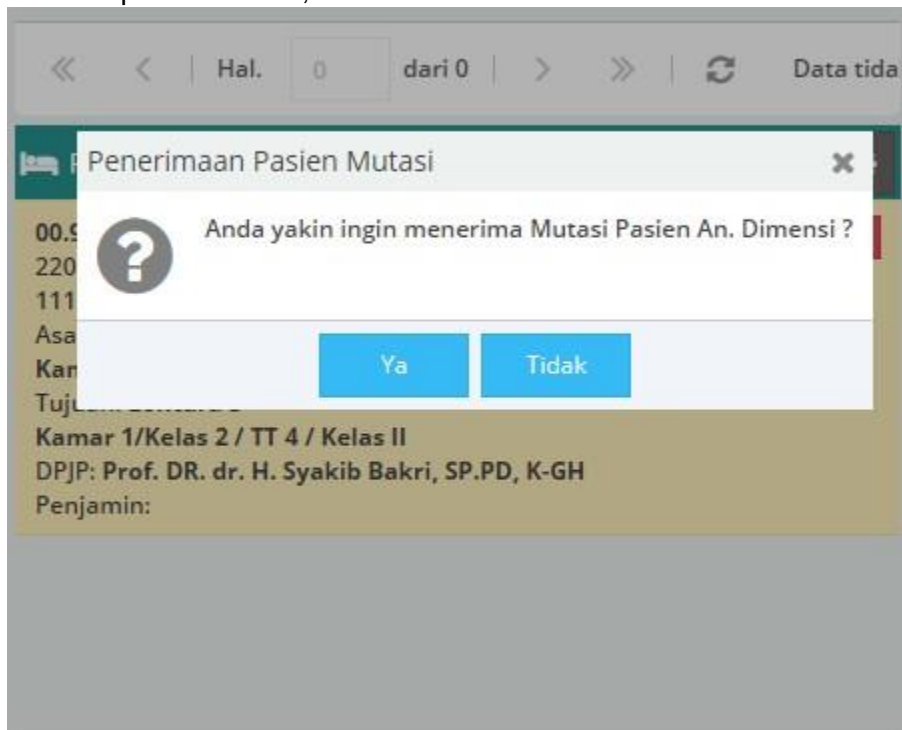 Hal. 0 dari 0 Data tida
Penerimaan Pasien Mutasi
Anda yakin ingin menerima Mutasi Pasien An. Dimensi ?
00.9
220
111
Asa
Ya Tidak
Kamar 1/Kelas 2 / TT 4 / Kelas II
DPJP: Prof. DR. dr. H. Syakib Bakri, SP.PD, K-GH
Penjamin: